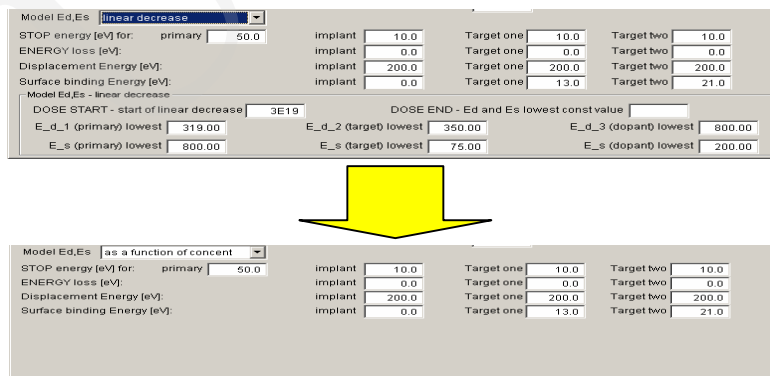 Model Ed,Es linear decrease
STOP energy [eV] for: primary 50.0 implant 10.0 Target one 10.0 Target two 10.0
ENERGY loss [eV]: implant 0.0 Target one 0.0 Target two 0.0
Displacement Energy [eV]: implant 200.0 Target one 200.0 Target two 200.0
Surface binding Energy [eV]: implant 0.0 Target one 13.0 Target two 21.0
Model Ed,Es - linear decrease
DOSE START - start of linear decrease 3E19 DOSE END - Ed and Es lowest const value
E_d_1 (primary) lowest 319.00 E_d_2 (target) lowest 350.00 E_d_3 (dopant) lowest 800.00
E_s (primary) lowest 800.00 E_s (target) lowest 75.00 E_s (dopant) lowest 200.00
Model Ed,Es as a function of concent
STOP energy [eV] for: primary 50.0 implant 10.0 Target one 10.0 Target two 10.0
ENERGY loss [eV]: implant 0.0 Target one 0.0 Target two 0.0
Displacement Energy [eV]: implant 200.0 Target one 200.0 Target two 200.0
Surface binding Energy [eV]: implant 0.0 Target one 13.0 Target two 21.0